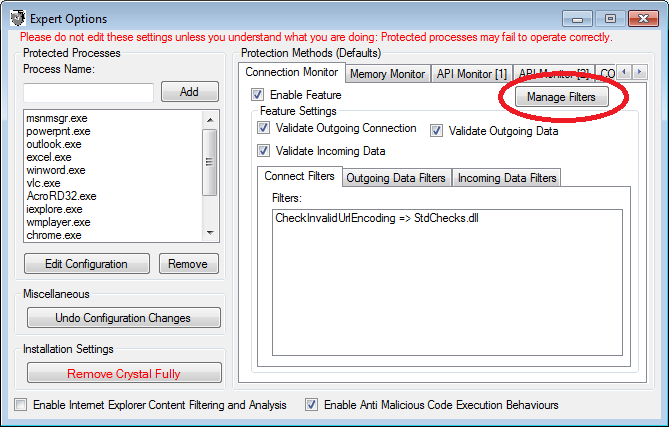 Expert Options
Please do not edit these settings unless you understand what you are doing: Protected processes may fail to operate correctly.
Protected Processes
Process Name:
Add
msnmsgr.exe
powerpnt.exe
outlook.exe
excel.exe
winword.exe
vlc.exe
AcroRD32.exe
iexplore.exe
wmplayer.exe
chrome.exe
Edit Configuration
Remove
Miscellaneous
Undo Configuration Changes
Installation Settings
Remove Crystal Fully
Protection Methods (Defaults)
Connection Monitor
Memory Monitor
API Monitor [1]
API Monitor [2]
CO
Enable Feature
Manage Filters
Feature Settings
Validate Outgoing Connection
Validate Outgoing Data
Validate Incoming Data
Connect Filters
Outgoing Data Filters
Incoming Data Filters
Filters:
CheckInvalidUrlEncoding => StdChecks.dll
Enable Internet Explorer Content Filtering and Analysis
Enable Anti Malicious Code Execution Behaviours